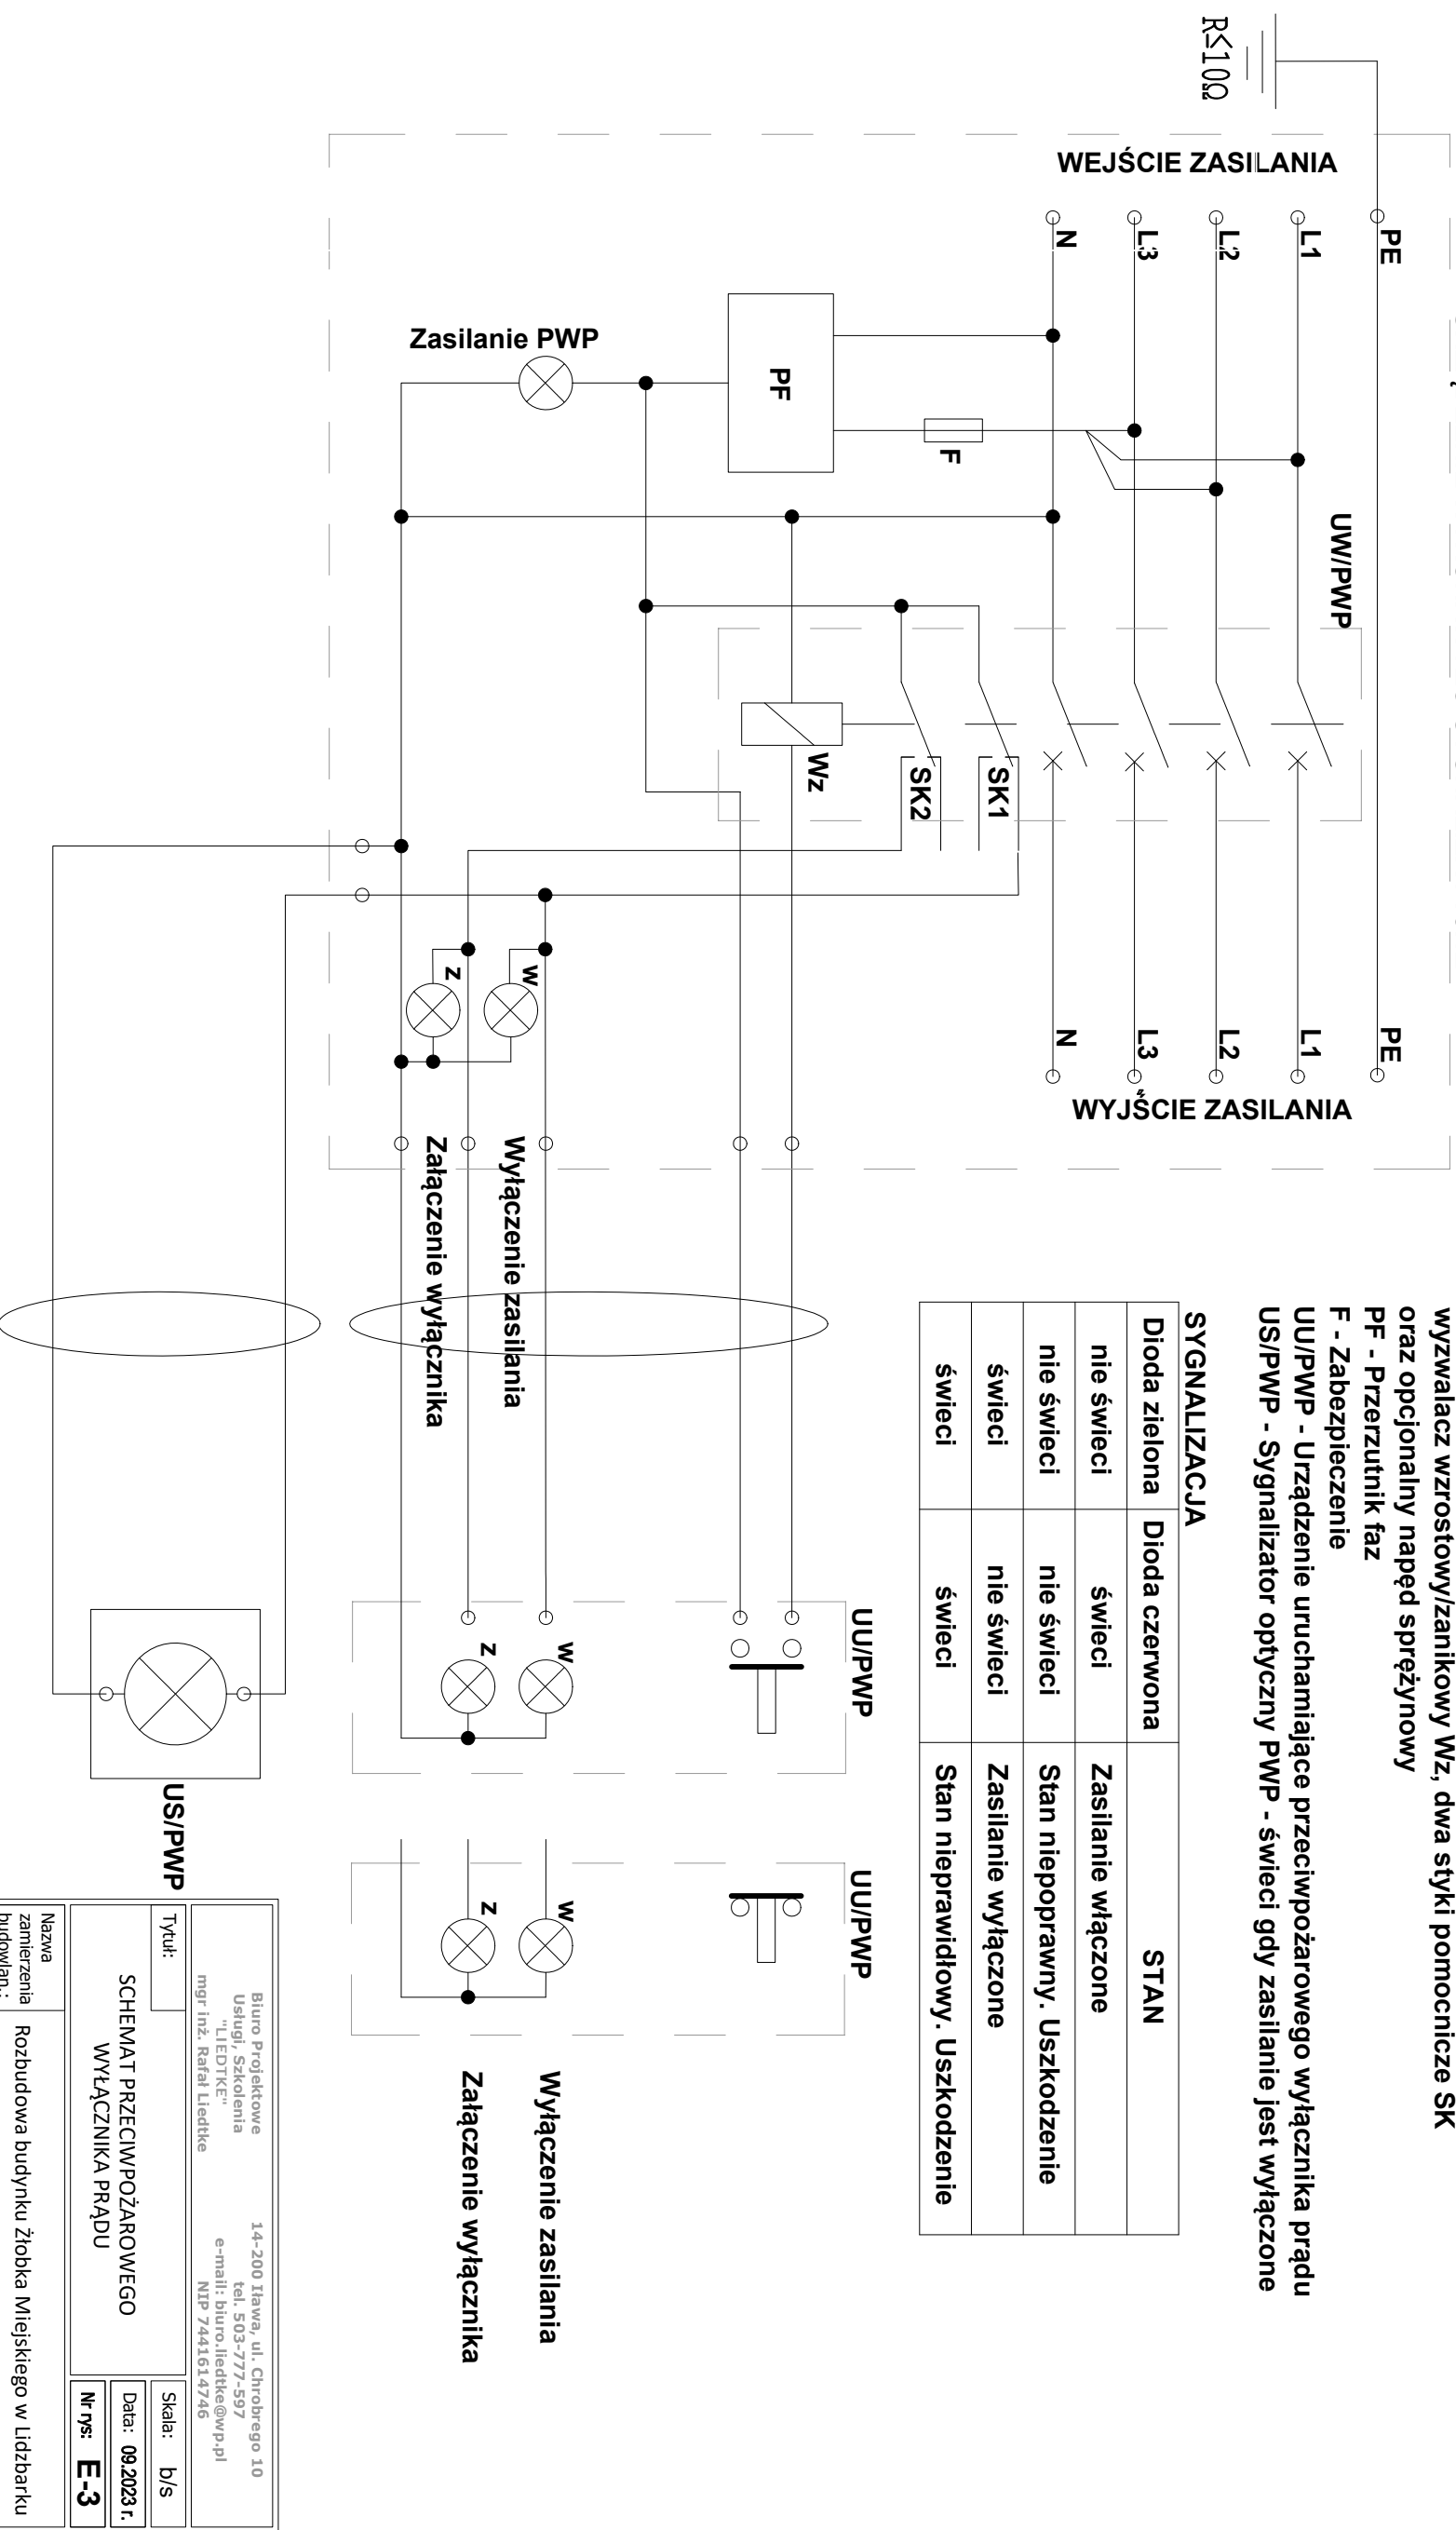 wyzwalacz wzrostowy/zanikowy Wz, dwa styki pomocnicze SK
oraz opcjonalny napęd sprężynowy
PF - Przerzutnik faz
F - Zabezpieczenie
UU/PWP - Urządzenie uruchamiające przeciwpożarowego wyłącznika prądu
US/PWP - Sygnalizator optyczny PWP - świeci gdy zasilanie jest wyłączone
SYGNALIZACJA
Dioda zielona Dioda czerwona STAN
nie świeci świeci Zasilanie włączone
nie świeci nie świeci Stan niepoprawny. Uszkodzenie
świeci nie świeci Zasilanie wyłączone
świeci świeci Stan nieprawidłowy. Uszkodzenie
R≤10Ω
WEJŚCIE ZASILANIA
PE
L1
L2
L3
N
UW/PWP
PE
L1
L2
L3
N
WYJŚCIE ZASILANIA
F
PF
Zasilanie PWP
SK1
SK2
Wz
w
z
Wyłączenie zasilania
Załączenie wyłącznika
UU/PWP
w
z
UU/PWP
w
z
Wyłączenie zasilania
Załączenie wyłącznika
US/PWP
Biuro Projektowe
Usługi, Szkolenia
"LIEDTKE"
mgr inż. Rafał Liedtke
14-200 Iława, ul. Chrobrego 10
tel. 503-777-597
e-mail: biuro.liedtke@wp.pl
NIP 7441614746
Tytuł:
SCHEMAT PRZECIWPOŻAROWEGO
WYŁĄCZNIKA PRĄDU
Skala: b/s
Data: 09.2023 r.
Nr rys: E-3
Nazwa
zamierzenia
budowlan.:
Rozbudowa budynku Żłobka Miejskiego w Lidzbarku